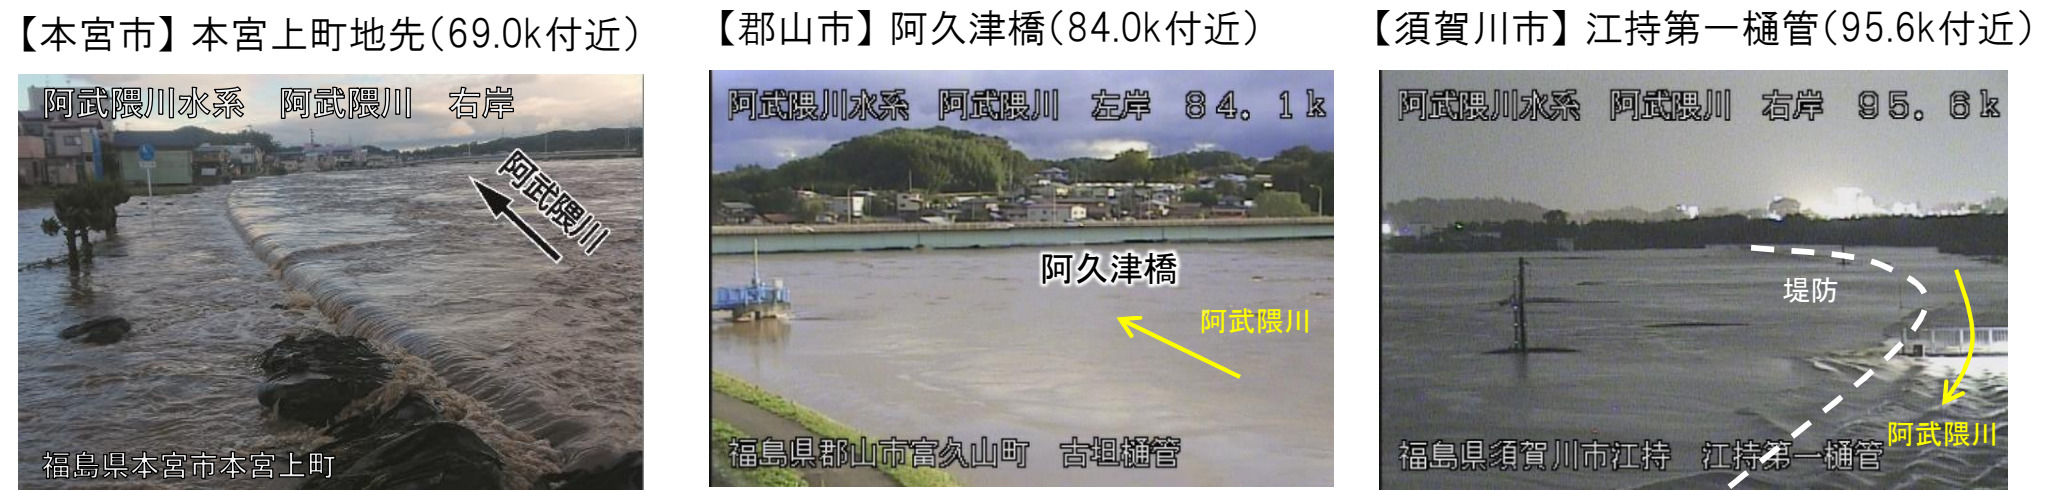 【本宮市】本宮上町地先(69.0k付近)
阿武隈川水系　阿武隈川　右岸
阿武隈川
福島県本宮市本宮上町
【郡山市】阿久津橋(84.0k付近)
阿武隈川水系　阿武隈川　左岸　84.1k
阿久津橋
阿武隈川
福島県郡山市富久山町　古坦樋管
【須賀川市】江持第一樋管(95.6k付近)
阿武隈川水系　阿武隈川　右岸　95.6k
堤防
阿武隈川
福島県須賀川市江持　江持第一樋管